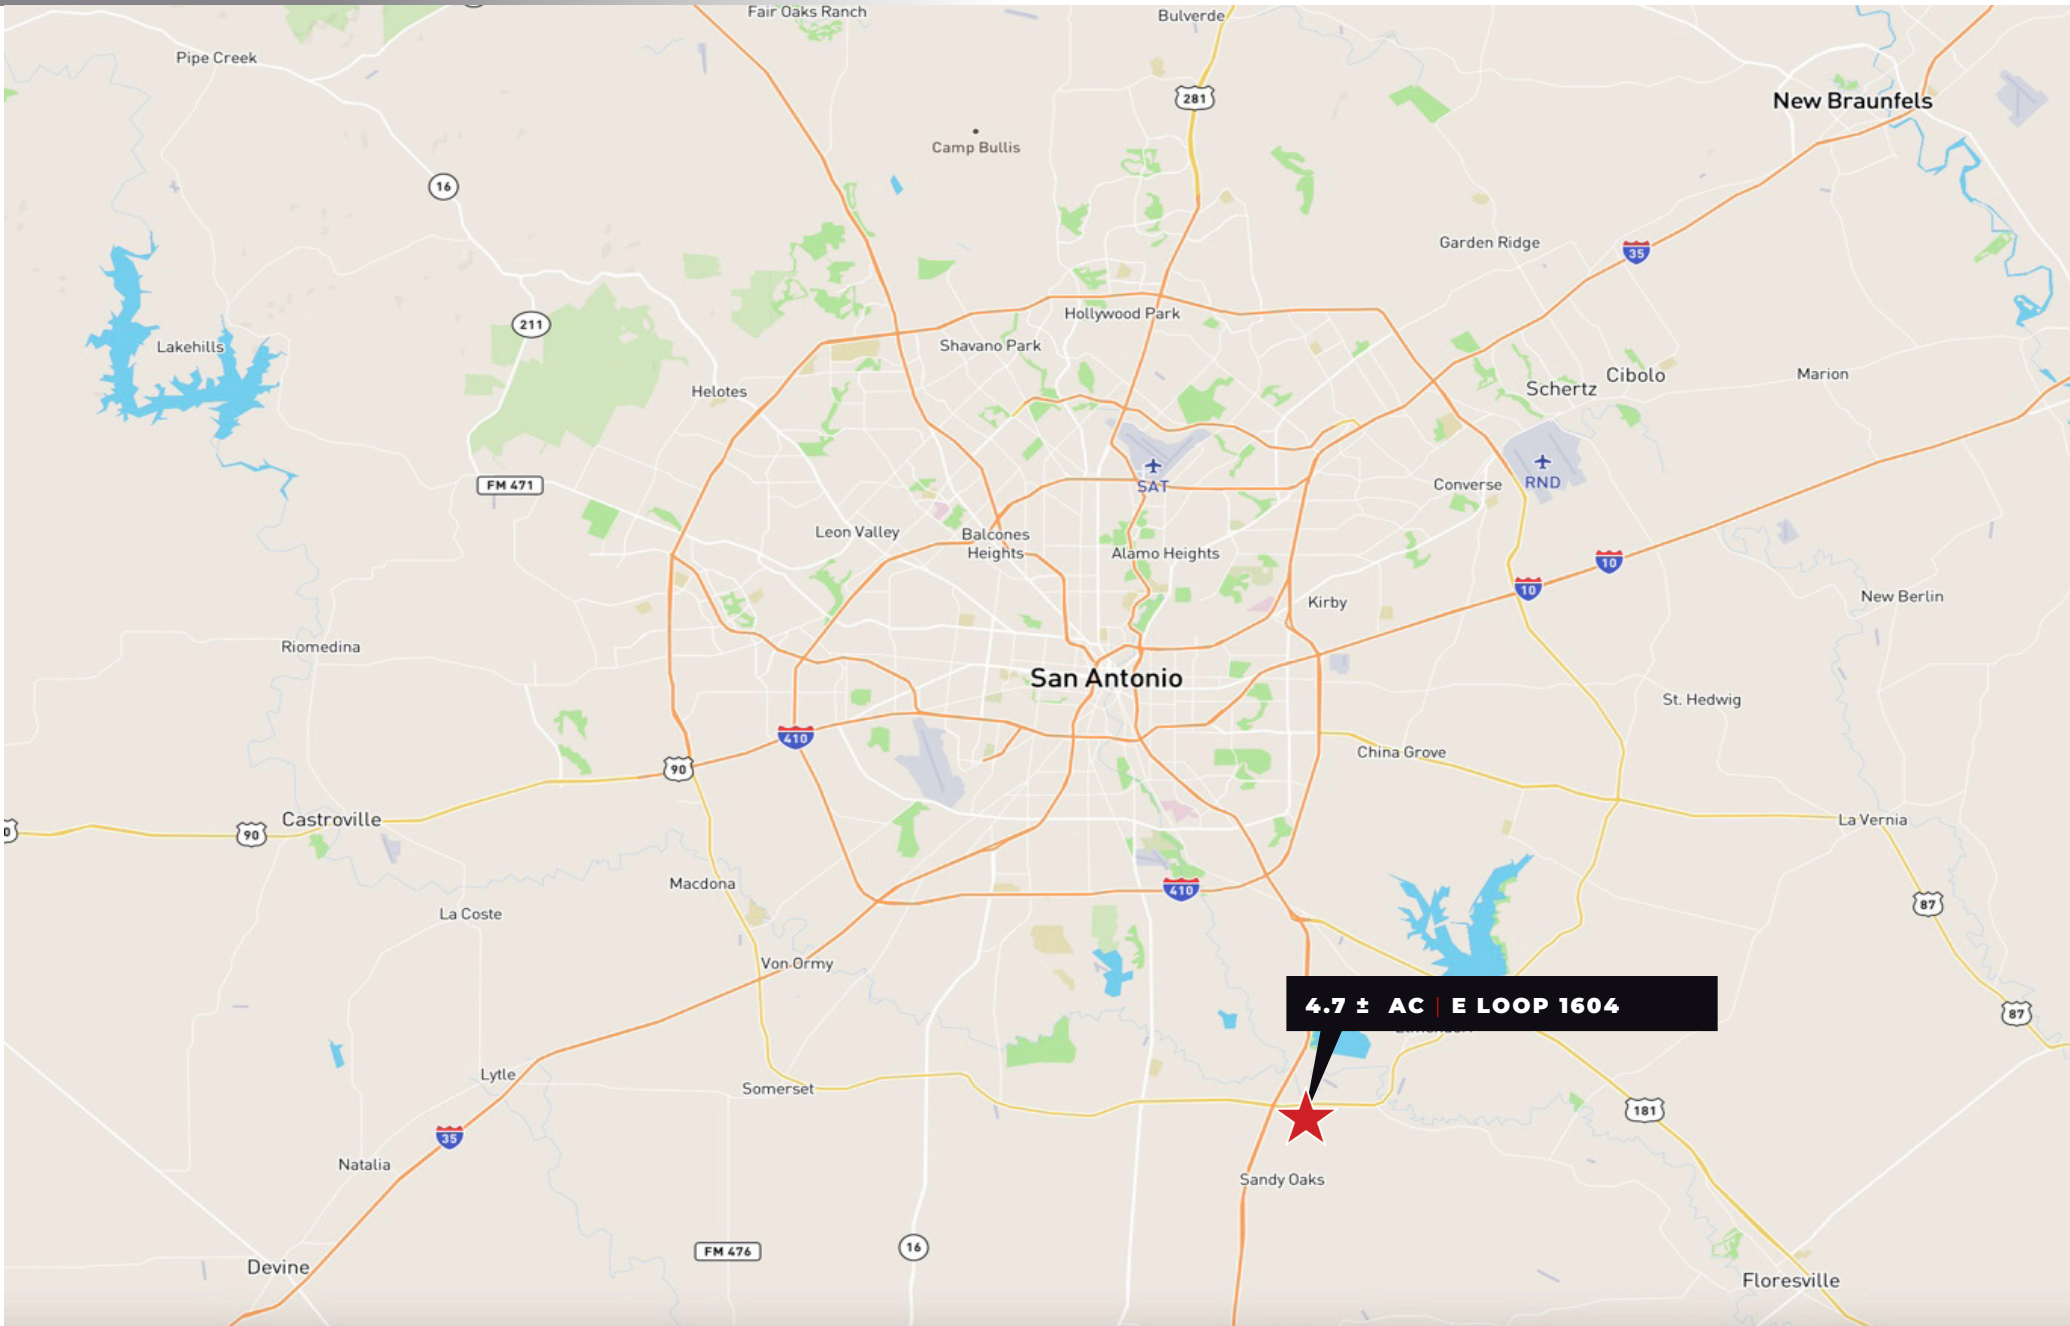 Fair Oaks Ranch
Bulverde
Pipe Creek
281
New Braunfels
Camp Bullis
16
Garden Ridge
35
Hollywood Park
211
Shavano Park
Lakehills
Cibolo
Marion
Schertz
Helotes
SAT
RND
Converse
FM 471
Leon Valley
Balcones
Heights
Alamo Heights
10
10
Kirby
New Berlin
Riomedina
San Antonio
St. Hedwig
410
China Grove
90
Castroville
90
La Vernia
Macdona
410
La Coste
87
Von Ormy
4.7 ± AC | E LOOP 1604
87
Lytle
Somerset
181
35
Natalia
Sandy Oaks
FM 476
16
Devine
Floresville